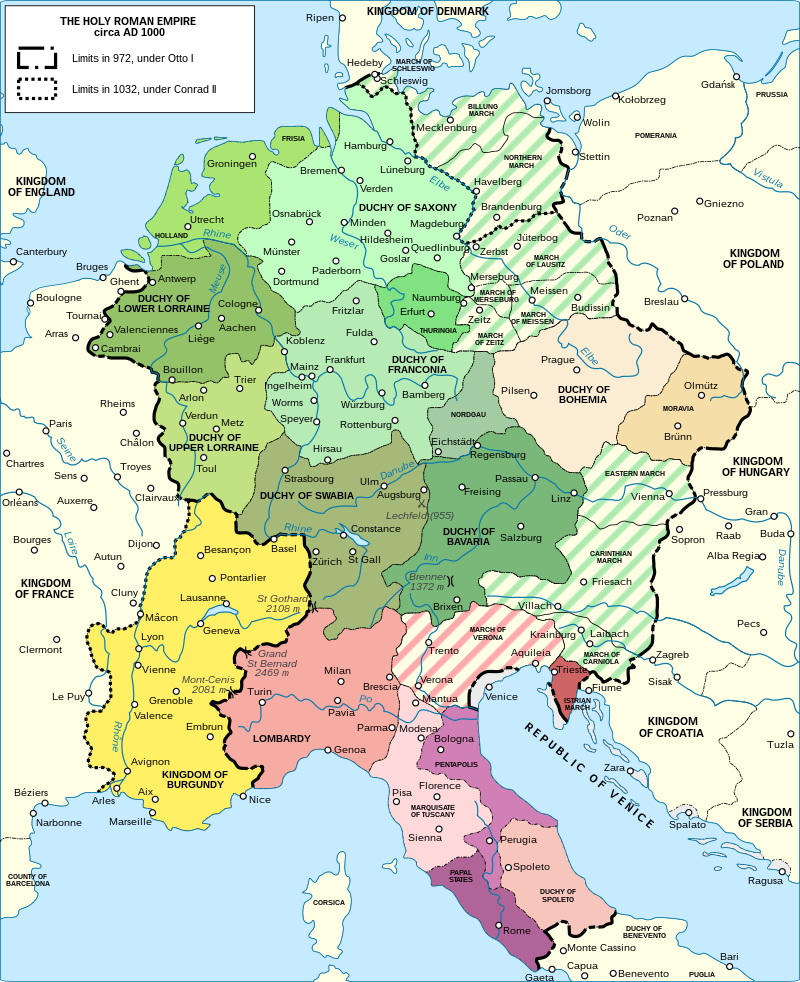 THE HOLY ROMAN EMPIRE
circa AD 1000
Limits in 972, under Otto I
Limits in 1032, under Conrad II
Ripen
KINGDOM OF DENMARK
Hedeby
MARCH OF
SCHLESWIG
Schleswig
Jomsborg
Kołobrzeg
Gdańsk
PRUSSIA
BILLUNG
MARCH
Mecklenburg
Wolin
POMERANIA
FRISIA
Hamburg
Stettin
Groningen
Bremen
Lüneburg
NORTHERN
MARCH
Elbe
Vistula
KINGDOM
OF ENGLAND
Verden
Havelberg
Gniezno
Poznan
Utrecht
Osnabrück
DUCHY OF SAXONY
Brandenburg
HOLLAND
Rhine
Minden
Magdeburg
Oder
Weser
Hildesheim
Quedlinburg
Jüterbog
Canterbury
Münster
Goslar
Zerbst
MARCH
OF LAUSITZ
KINGDOM
OF POLAND
Bruges
Meuse
Paderborn
Ghent
Antwerp
Dortmund
Merseburg
Boulogne
DUCHY OF
LOWER LORRAINE
Cologne
Naumburg
MARCH OF
MERSEBURG
Meissen
Breslau
Tournai
Aachen
Fritzlar
Erfurt
Zeitz
MARCH
OF MEISSEN
Budissin
Arras
Valenciennes
Liège
Fulda
THURINGIA
MARCH
OF ZEITZ
Cambrai
Koblenz
Frankfurt
DUCHY OF
FRANCONIA
Prague
Elbe
Bouillon
Trier
Mainz
Ingelheim
Olmütz
Arlon
Worms
Würzburg
Bamberg
Pilsen
DUCHY OF
BOHEMIA
Rheims
Verdun
Metz
Speyer
Rottenburg
NORDGAU
MORAVIA
Paris
DUCHY OF
UPPER LORRAINE
Brünn
Seine
Châlon
Hirsau
Eichstädt
Regensburg
Chartres
Toul
Danube
Sens
Troyes
Strasbourg
Ulm
Passau
EASTERN MARCH
KINGDOM
OF HUNGARY
Orléans
Auxerre
Clairvaux
DUCHY OF SWABIA
Augsburg
Freising
Linz
Vienna
Pressburg
Lechfeld (955)
Gran
Bourges
Loire
Dijon
Rhine
Constance
DUCHY OF
BAVARIA
Salzburg
Sopron
Raab
Buda
Autun
Besançon
Basel
Zürich
St Gall
Inn
CARINTHIAN
MARCH
Alba Regia
Danube
KINGDOM
OF FRANCE
Pontarlier
Brenner
1372 m
Friesach
Cluny
Lausanne
St Gothard
2108 m
Brixen
Villach
Mâcon
Geneva
Pecs
Clermont
Lyon
Grand
St Bernard
2469 m
MARCH OF
VERONA
Krainburg
Laibach
Trento
Aquileia
MARCH OF
CARNIOLA
Zagreb
Vienne
Mont-Cenis
2081 m
Milan
Trieste
Sisak
Le Puy
Grenoble
Turin
Brescia
Verona
Fiume
Po
Mantua
Venice
ISTRIAN
MARCH
Valence
Pavia
KINGDOM
OF CROATIA
Rhône
Embrun
LOMBARDY
Parma
Modena
Bologna
Genoa
Tuzla
Avignon
PENTAPOLIS
REPUBLIC OF VENICE
Zara
KINGDOM OF
BURGUNDY
Béziers
Arles
Aix
Nice
Pisa
Florence
Narbonne
Marseille
MARQUISATE
OF TUSCANY
Spalato
KINGDOM
OF SERBIA
Sienna
Perugia
COUNTY OF
BARCELONA
PAPAL
STATES
Spoleto
Ragusa
CORSICA
DUCHY OF
SPOLETO
Rome
DUCHY OF
BENEVENTO
Monte Cassino
Bari
Gaeta
Capua
Benevento
PUGLIA